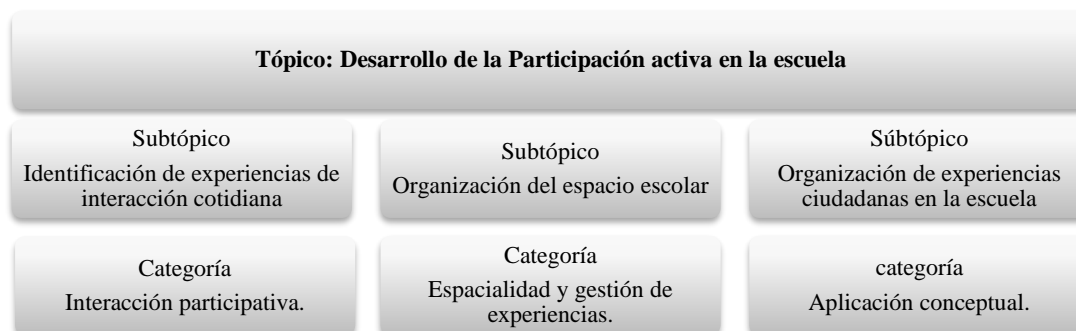 Tópico: Desarrollo de la Participación activa en la escuela
Subtópico
Identificación de experiencias de
interacción cotidiana
Subtópico
Organización del espacio escolar
Súbtópico
Organización de experiencias
ciudadanas en la escuela
Categoría
Interacción participativa.
Categoría
Espacialidad y gestión de
experiencias.
categoría
Aplicación conceptual.